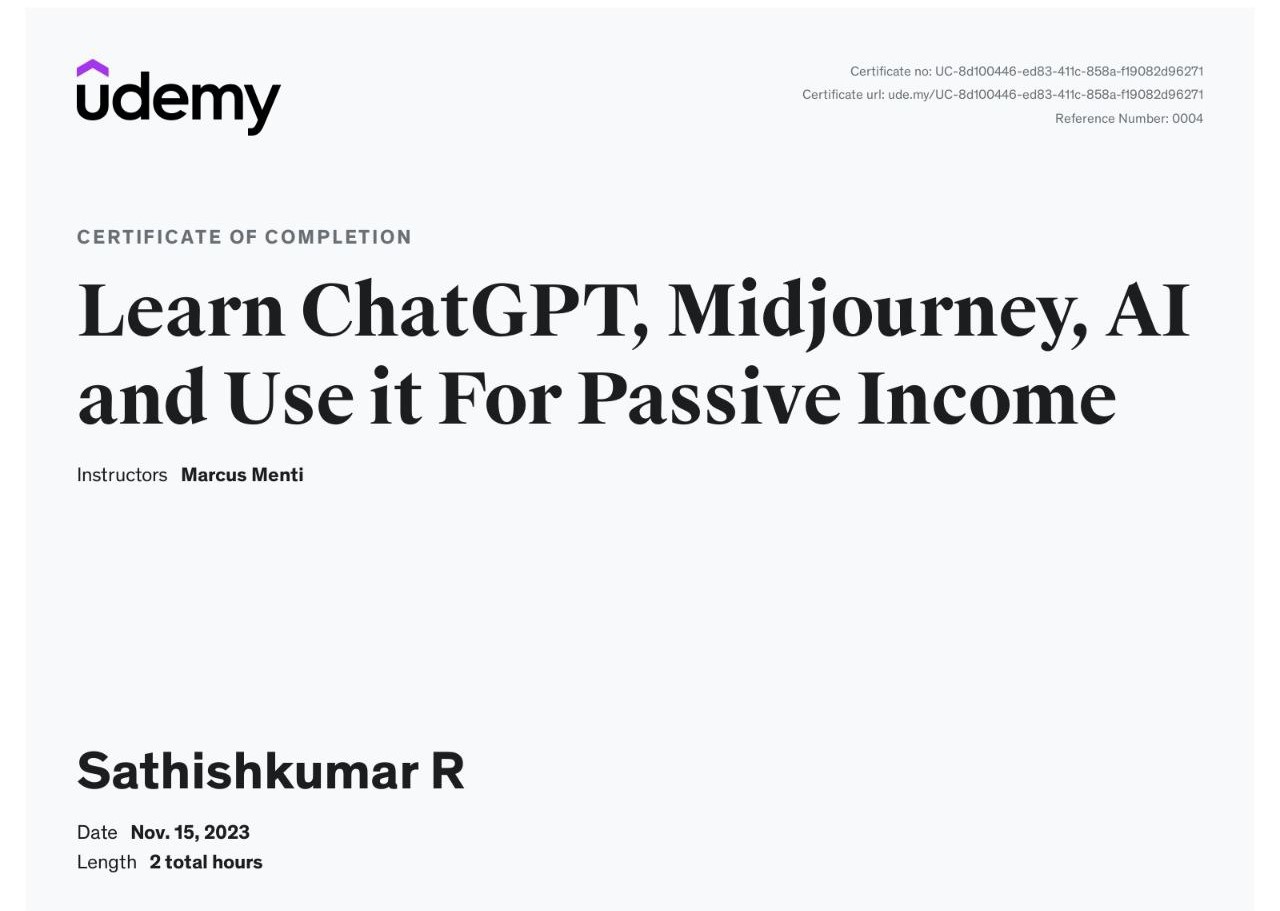 udemy
Certificate no: UC-8d100446-ed83-411c-858a-f19082d96271
Certificate url: ude.my/UC-8d100446-ed83-411c-858a-f19082d96271
Reference Number: 0004
CERTIFICATE OF COMPLETION
Learn ChatGPT, Midjourney, AI
and Use it For Passive Income
Instructors Marcus Menti
Sathishkumar R
Date Nov. 15, 2023
Length 2 total hours